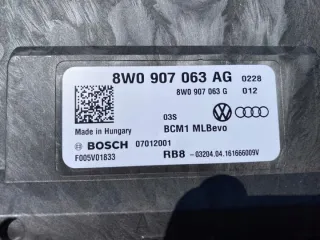 8W0 907 063 AG 0228
8W0 907 063 G 012
03S
BCM1 MLBevo
Made in Hungary
BOSCH 07012001
F005V01833
RB8 -03204.04.161666009V